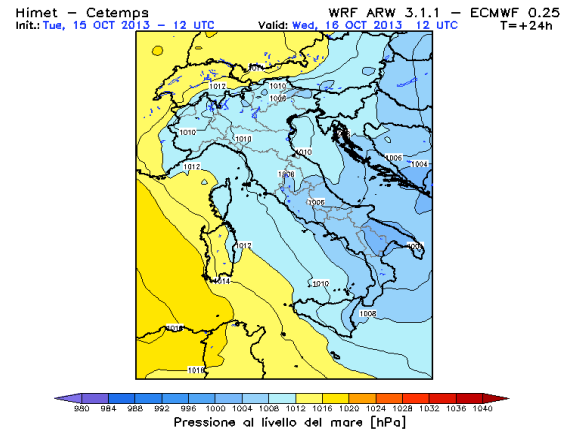 Himet – Cetemps WRF ARW 3.1.1 – ECMWF 0.25
Init.: Tue, 15 OCT 2013 – 12 UTC Valid: Wed, 16 OCT 2013 12 UTC T=+24h
1012 1010
1008
1010 1010 1010 1006 1004
1012
1008
1006
1012
1014 1010
1008
980 984 988 992 996 1000 1004 1008 1012 1016 1020 1024 1028 1032 1036 1040
Pressione al livello del mare [hPa]